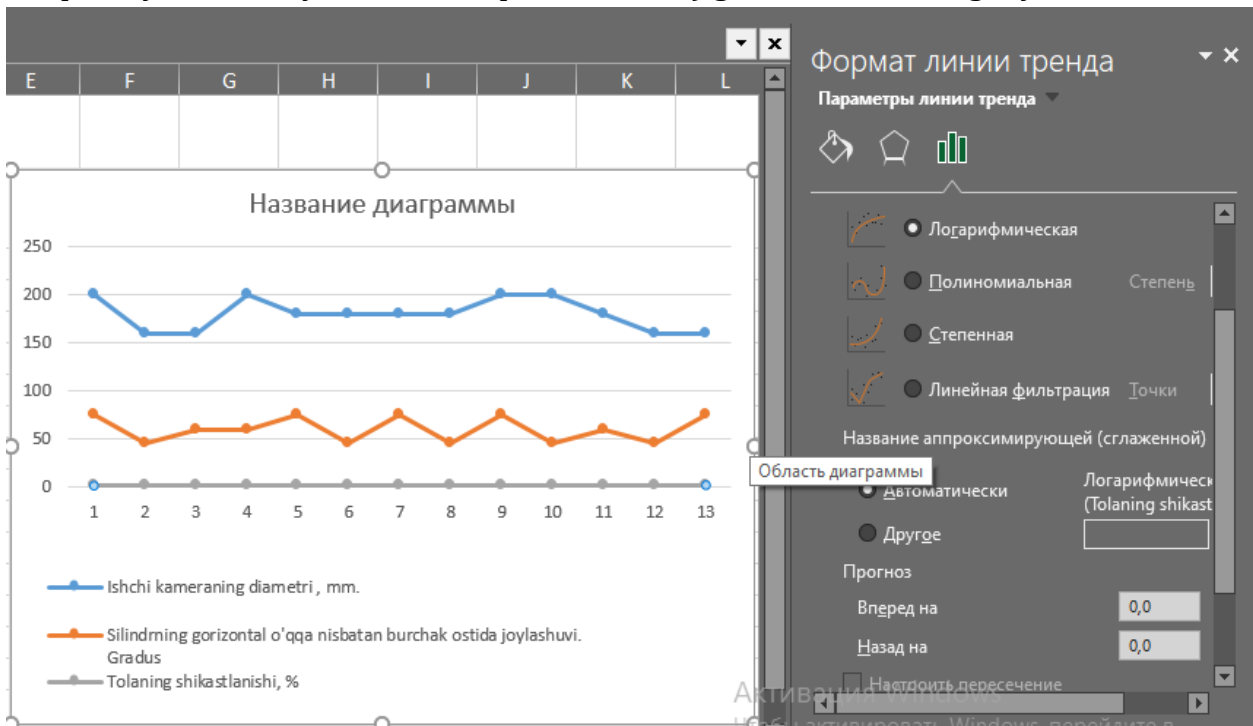 E F G H I J K L
Название диаграммы
250
200
150
100
50
0
1 2 3 4 5 6 7 8 9 10 11 12 13
Ishchi kameraning diametri , mm.
Silindrning gorizontal o'qqa nisbatan burchak ostida joylashuvi.
Gradus
Tolaning shikastlanishi, %
Формат линии тренда
Параметры линии тренда
Логарифмическая
Полиномиальная Степень
Степенная
Линейная фильтрация Точки
Название аппроксимирующей (сглаженной)
Область диаграммы
Автоматически
Логарифмическ
(Tolaning shikast
Другое
Прогноз
Вперед на 0,0
Назад на 0,0
Настроить пересечение
Активация Windows